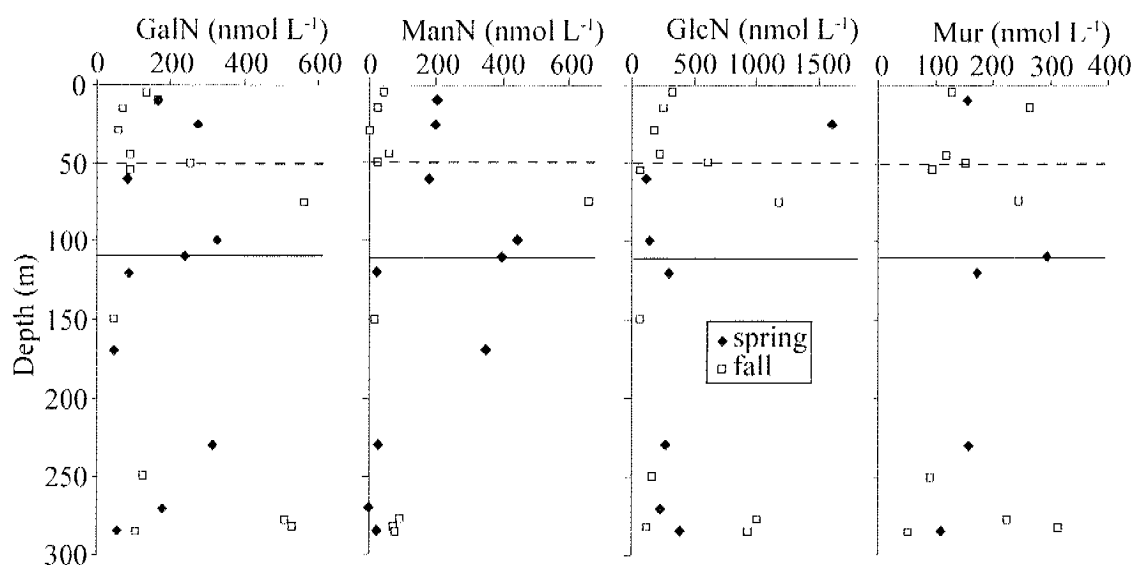 GalN (nmol L⁻¹) ManN (nmol L⁻¹) GlcN (nmol L⁻¹) Mur (nmol L⁻¹)
0 200 400 600 0 200 400 600 0 500 1000 1500 0 100 200 300 400
0
50
100
150
200
250
300
Depth (m)
spring
fall